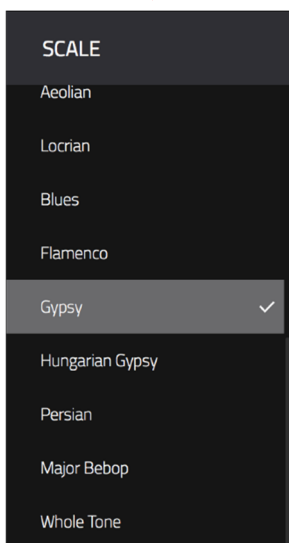 SCALE
Aeolian
Locrian
Blues
Flamenco
Gypsy
Hungarian Gypsy
Persian
Major Bebop
Whole Tone